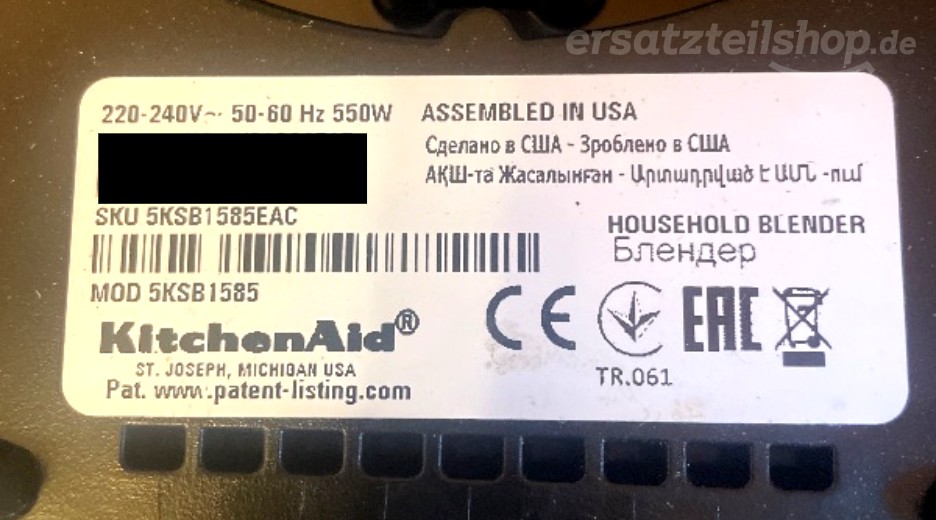 ersatzteilshop.de
220-240V~ 50-60 Hz 550W
ASSEMBLED IN USA
Сделано в США - Зроблено в США
АҚШ-та Жасалынған - Արտադրված է ԱՄՆ -ում
SKU 5KSB1585EAC
HOUSEHOLD BLENDER
Блендер
MOD 5KSB1585
KitchenAid®
ST. JOSEPH, MICHIGAN USA
Pat. www.patent-listing.com
CE
EAC
TR.061